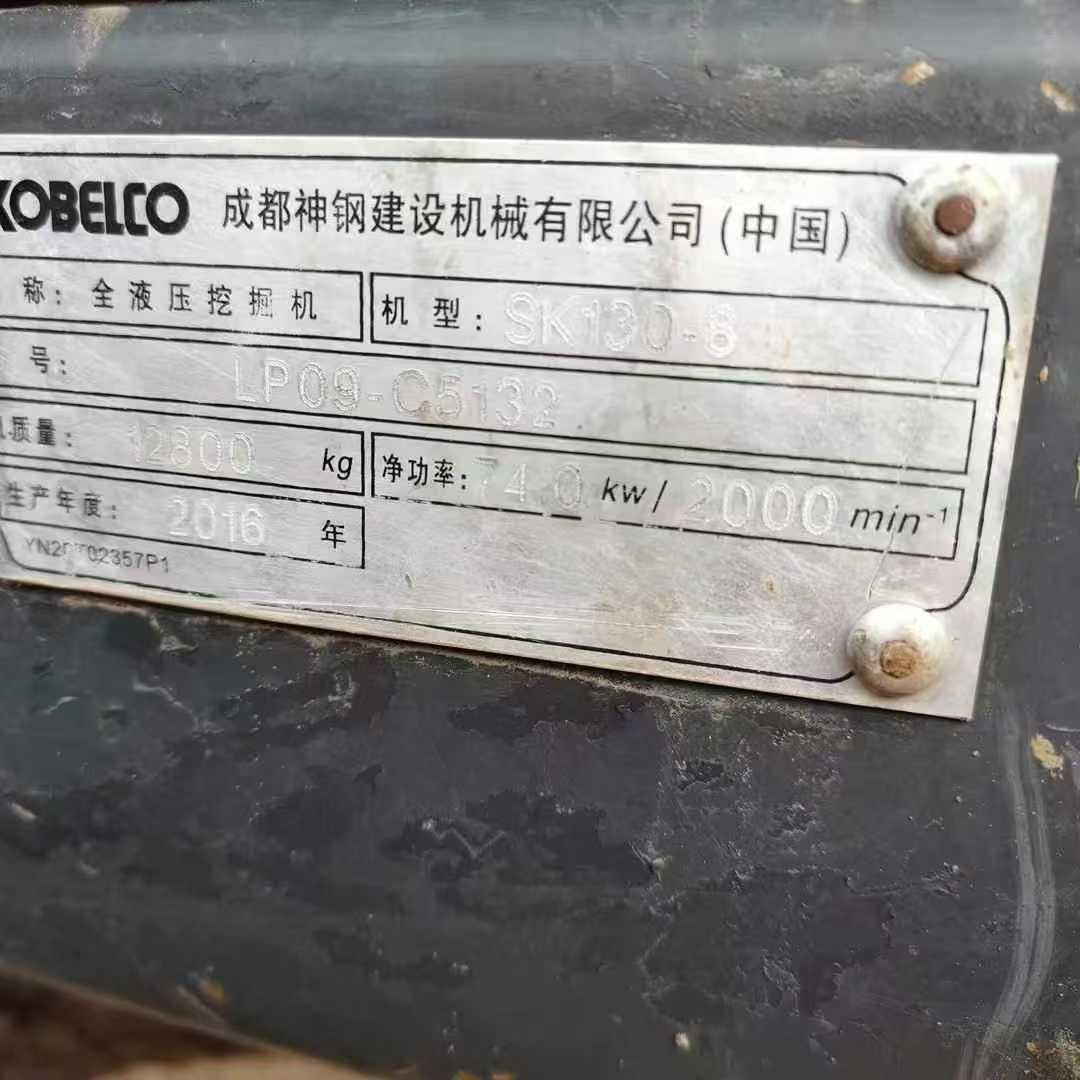 KOBELCO 成都神钢建设机械有限公司(中国)
称: 全液压挖掘机 机型: SK130-8
号: LP09-C5132
质量: 12800 kg 净功率: 74.0 kw/ 2000 min⁻¹
生产年度: 2016 年